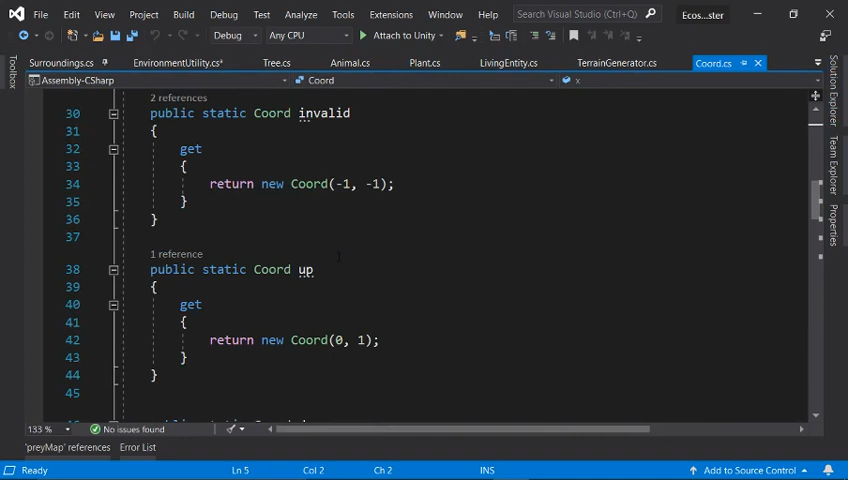 File Edit View Git Project Build Debug Test Analyze Tools Extensions Window Help Search Visual Studio (Ctrl+Q) Ecos...ster
Debug Any CPU Attach to Unity
Toolbox
Surroundings.cs EnvironmentUtility.cs* Tree.cs Animal.cs Plant.cs LivingEntity.cs TerrainGenerator.cs Coord.cs
Assembly-CSharp Coord x
2 references
30 public static Coord invalid
31 {
32 get
33 {
34 return new Coord(-1, -1);
35 }
36 }
37
1 reference
38 public static Coord up
39 {
40 get
41 {
42 return new Coord(0, 1);
43 }
44 }
45
Solution Explorer
Team Explorer
Properties
133 % No issues found
'preyMap' references Error List
Ready Ln 5 Col 2 Ch 2 INS Add to Source Control